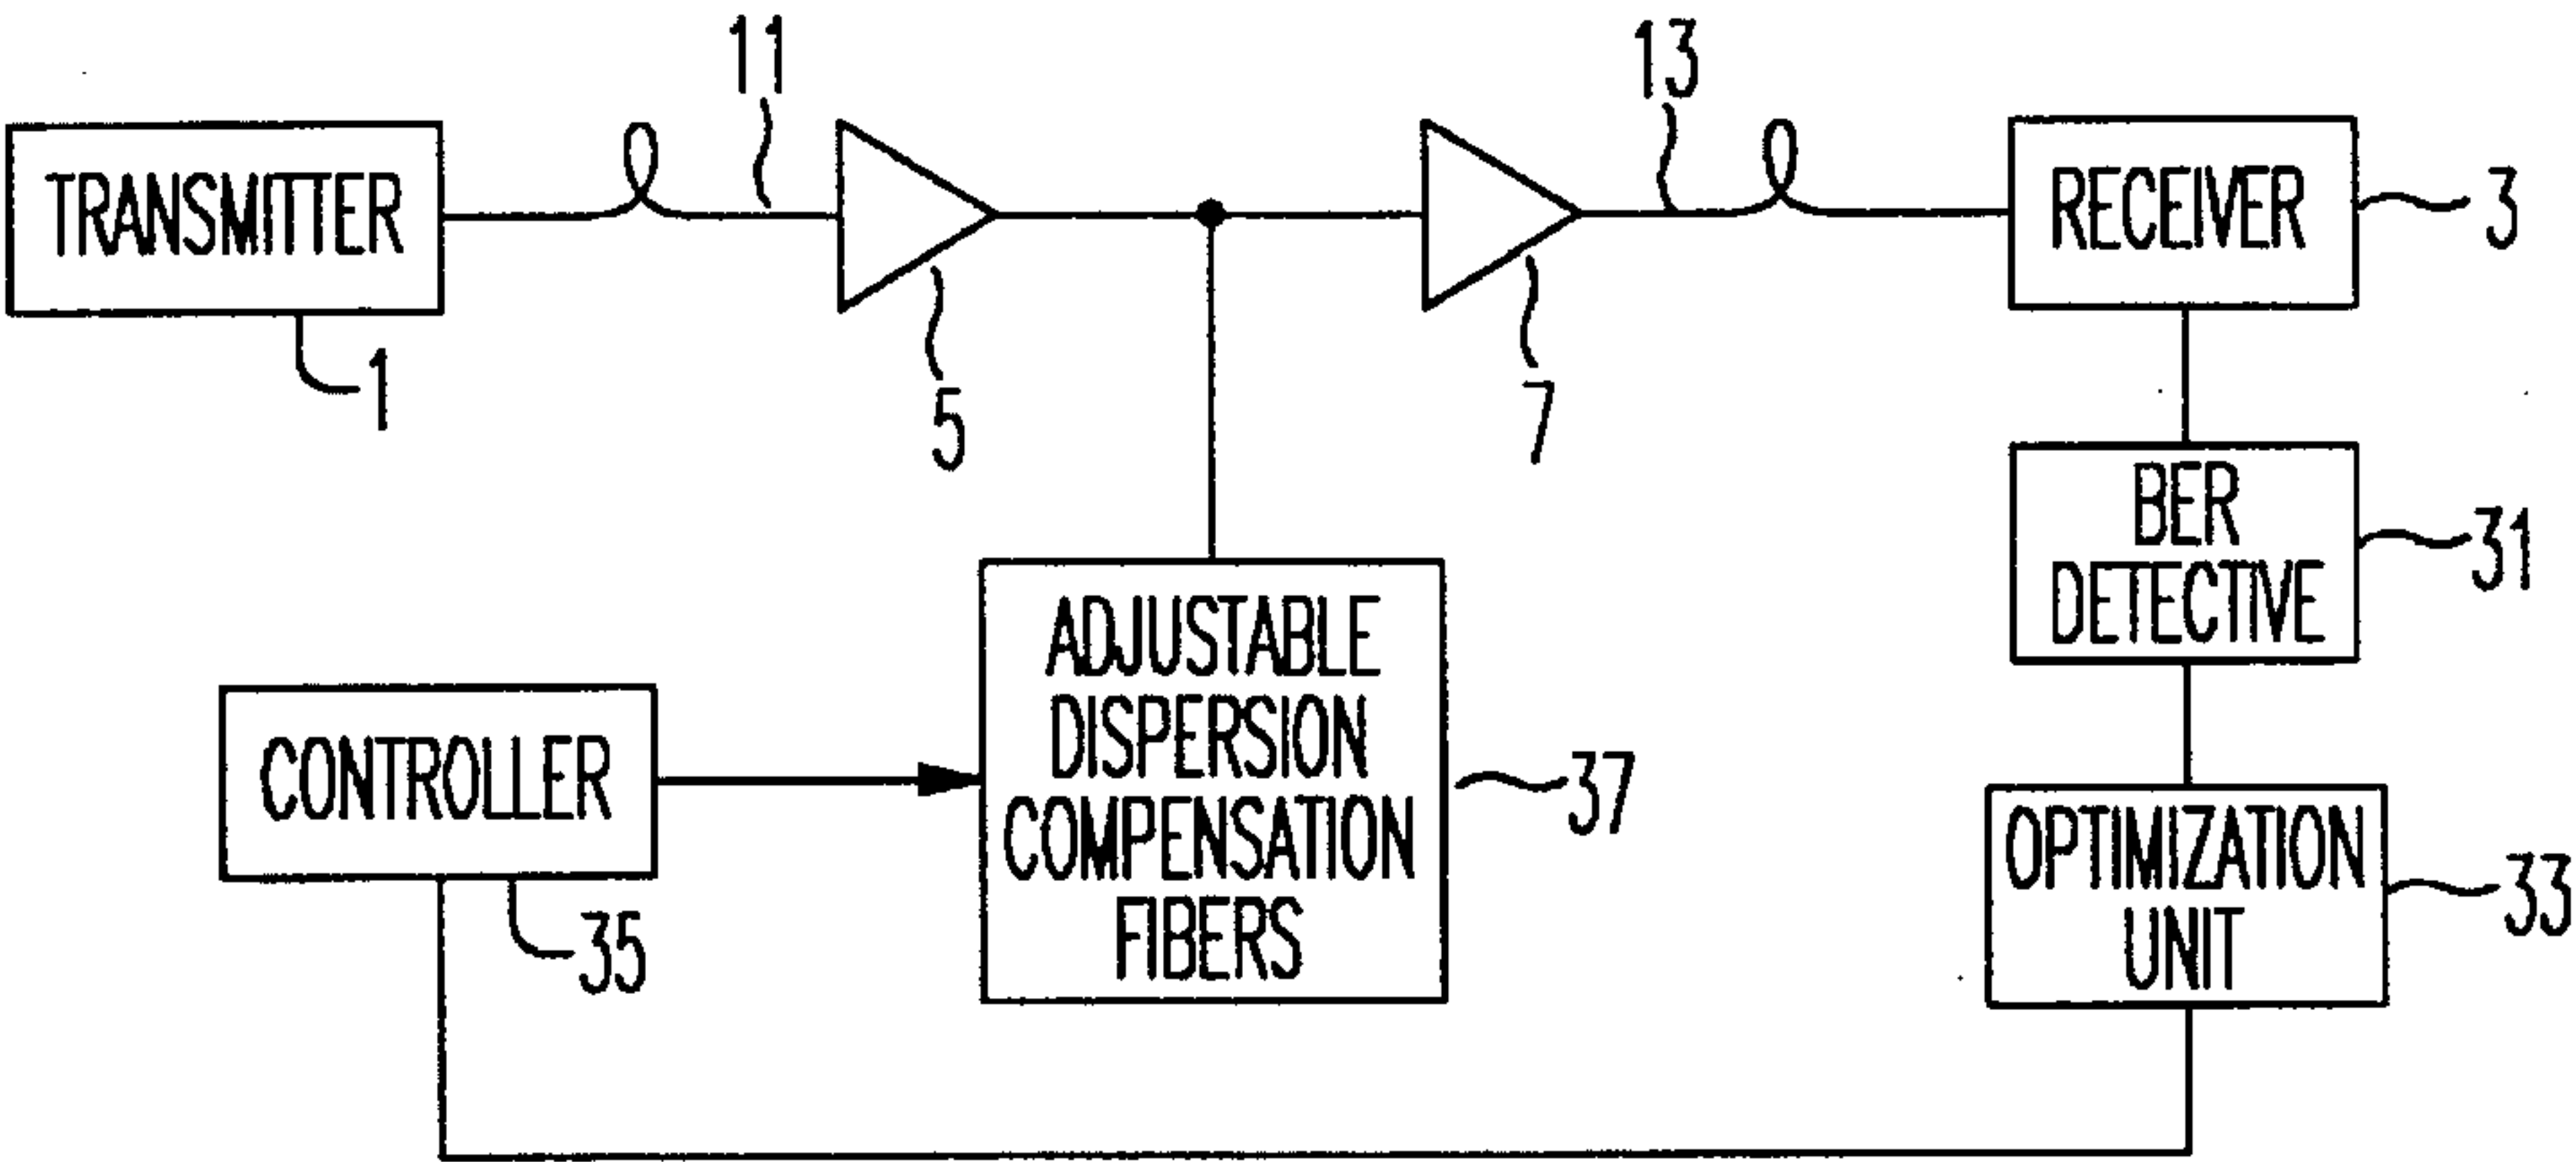 11
13
TRANSMITTER
RECEIVER
3
1
5
7
BER
DETECTIVE
31
ADJUSTABLE
DISPERSION
COMPENSATION
FIBERS
37
CONTROLLER
35
OPTIMIZATION
UNIT
33